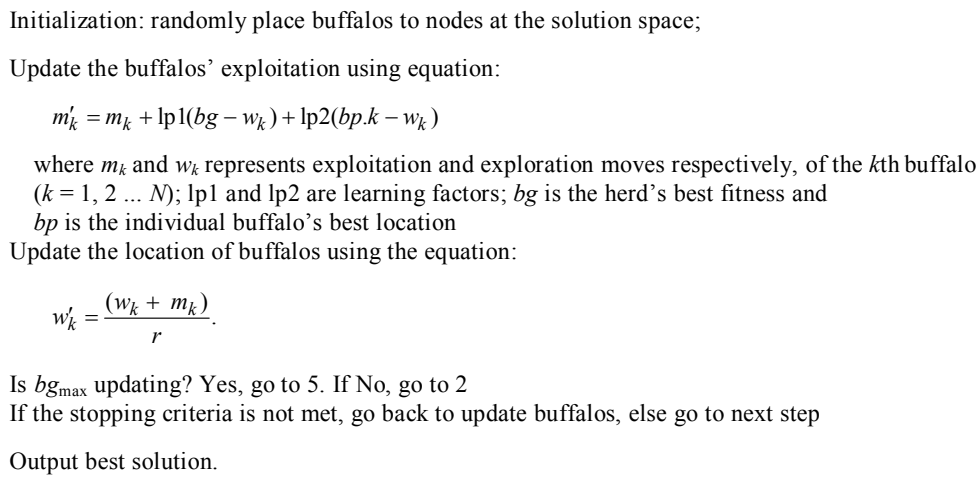 Initialization: randomly place buffalos to nodes at the solution space;
Update the buffalos’ exploitation using equation:
m′k = mk + lp1(bg − wk) + lp2(bp.k − wk)
where mk and wk represents exploitation and exploration moves respectively, of the kth buffalo
(k = 1, 2 ... N); lp1 and lp2 are learning factors; bg is the herd’s best fitness and
bp is the individual buffalo’s best location
Update the location of buffalos using the equation:
w′k = (wk + mk) / r.
Is bgmax updating? Yes, go to 5. If No, go to 2
If the stopping criteria is not met, go back to update buffalos, else go to next step
Output best solution.